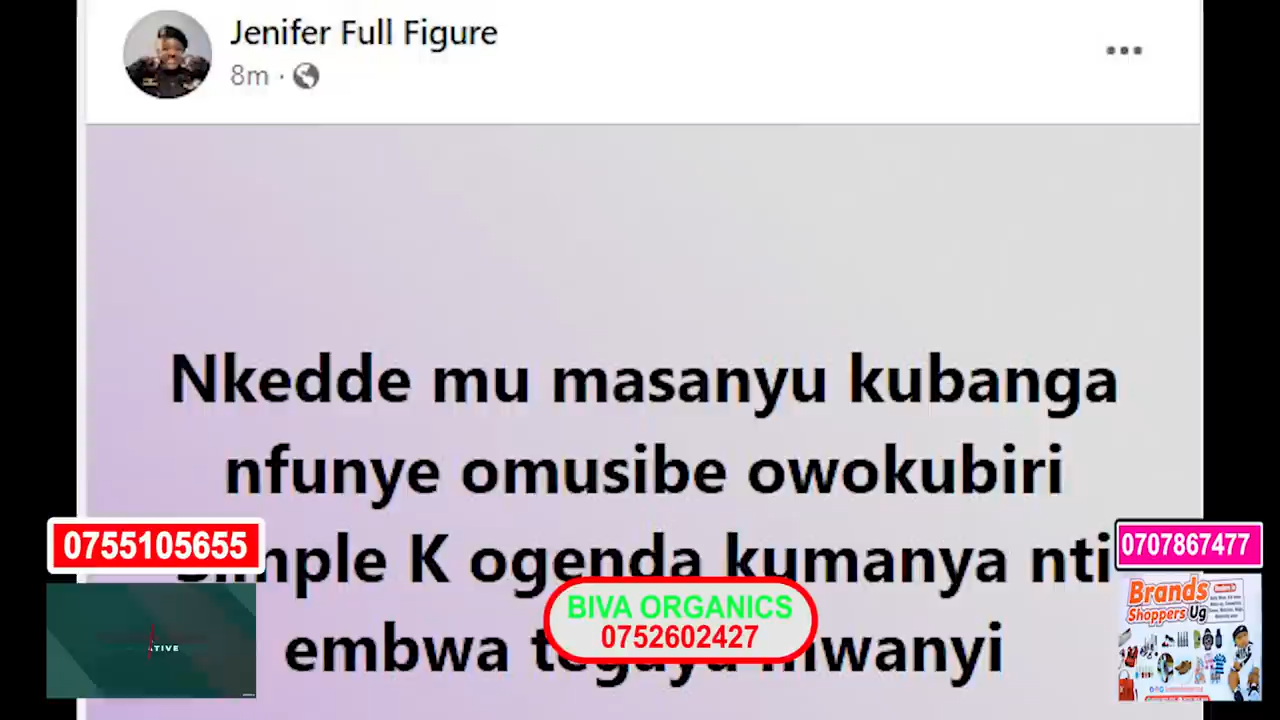 Jenifer Full Figure
8m ·
Nkedde mu masanyu kubanga
nfunye omusibe owokubiri
K ogenda kumanya nti
embwa
0755105655
0707867477
BIVA ORGANICS
0752602427
Brands
Shoppers Ug